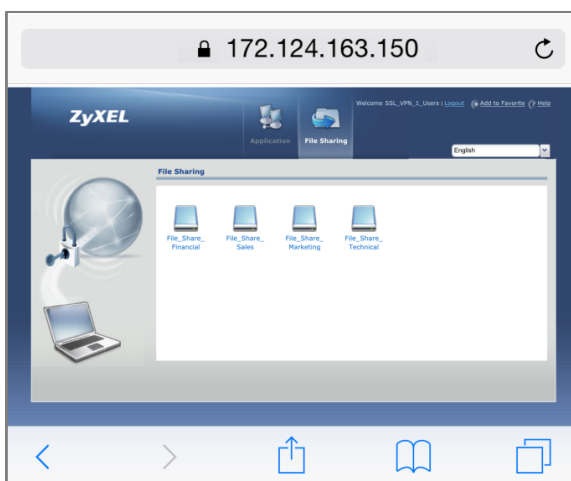 172.124.163.150
ZyXEL
Welcome SSL_VPN_1_Users : Logout Add to Favorite Help
Application
File Sharing
English
File Sharing
File_Share_
Financial
File_Share_
Sales
File_Share_
Marketing
File_Share_
Technical